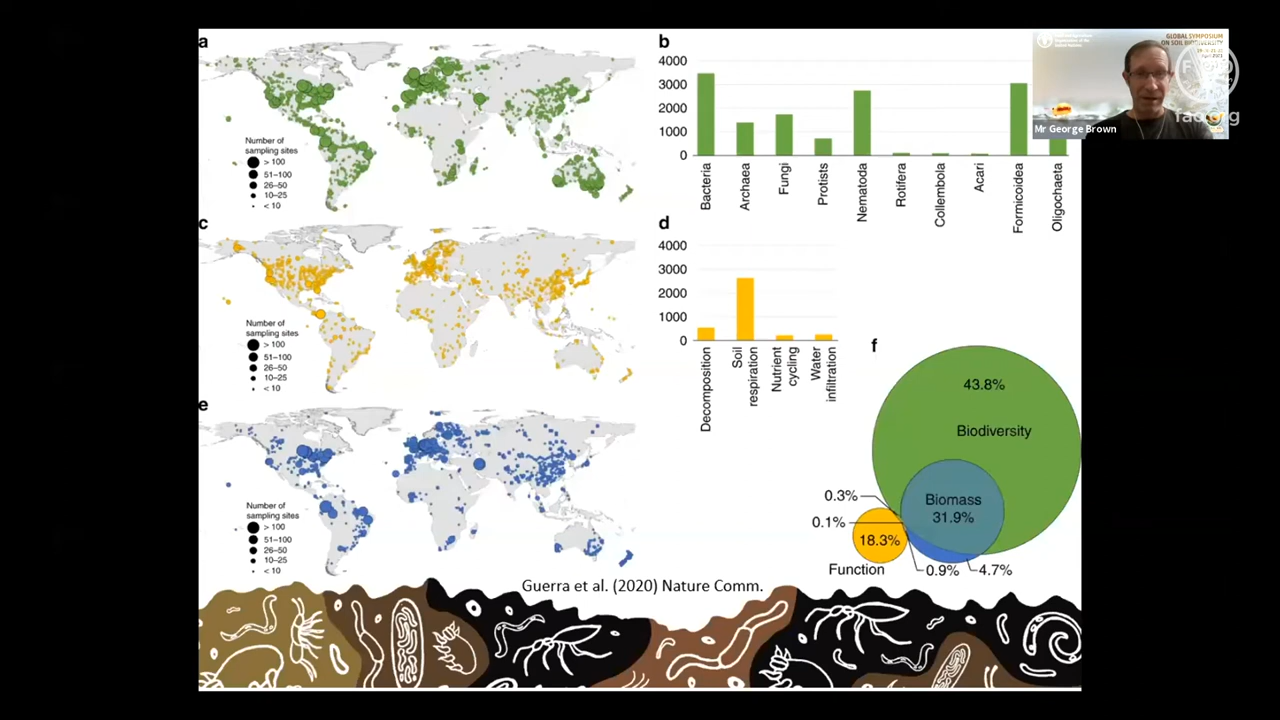 a
Number of
sampling sites
> 100
51–100
26–50
10–25
< 10
b
4000
3000
2000
1000
0
Bacteria
Archaea
Fungi
Protists
Nematoda
Rotifera
Collembola
Acari
Formicoidea
Oligochaeta
GLOBAL SYMPOSIUM
ON SOIL BIODIVERSITY
fao.org
Mr George Brown
c
Number of
sampling sites
> 100
51–100
26–50
10–25
< 10
d
4000
3000
2000
1000
0
Decomposition
Soil
respiration
Nutrient
cycling
Water
infiltration
e
Number of
sampling sites
> 100
51–100
26–50
10–25
< 10
f
43.8%
Biodiversity
Biomass
31.9%
0.3%
0.1%
18.3%
Function
0.9%
4.7%
Guerra et al. (2020) Nature Comm.